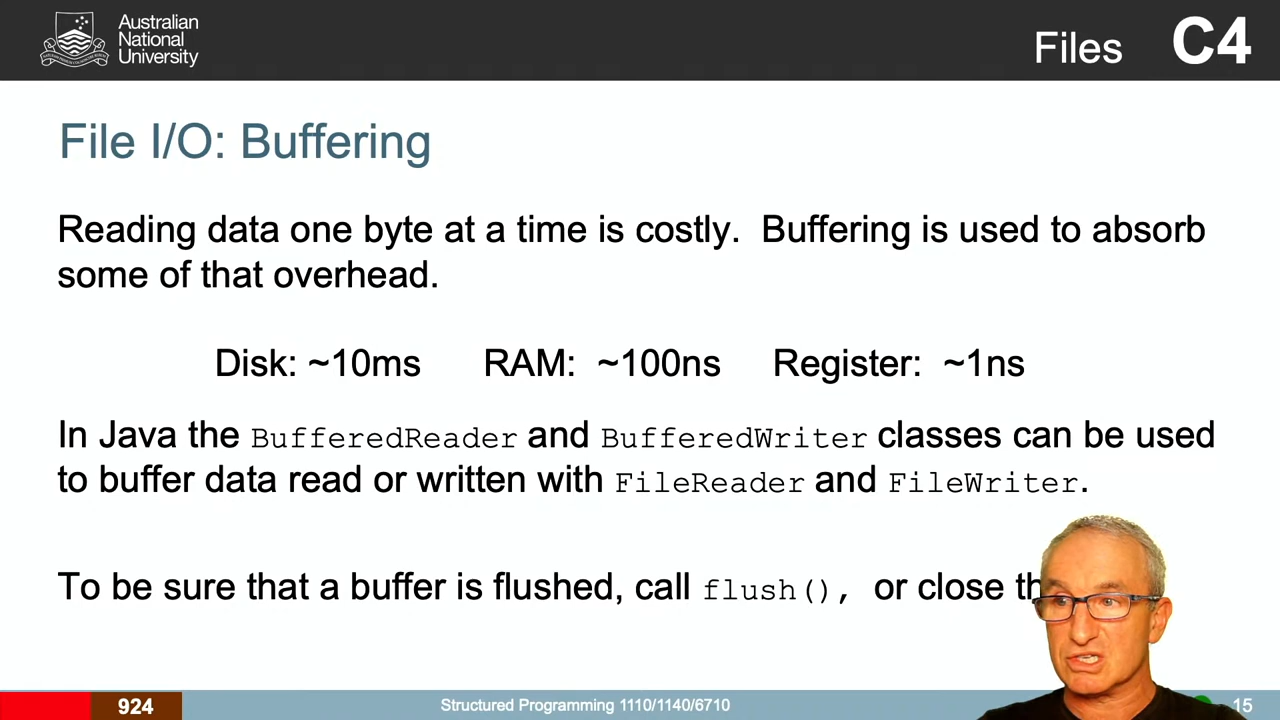 Australian
National
University
Files C4
File I/O: Buffering
Reading data one byte at a time is costly. Buffering is used to absorb
some of that overhead.
Disk: ~10ms RAM: ~100ns Register: ~1ns
In Java the BufferedReader and BufferedWriter classes can be used
to buffer data read or written with FileReader and FileWriter.
To be sure that a buffer is flushed, call flush(), or close
924
Structured Programming 1110/1140/6710
15